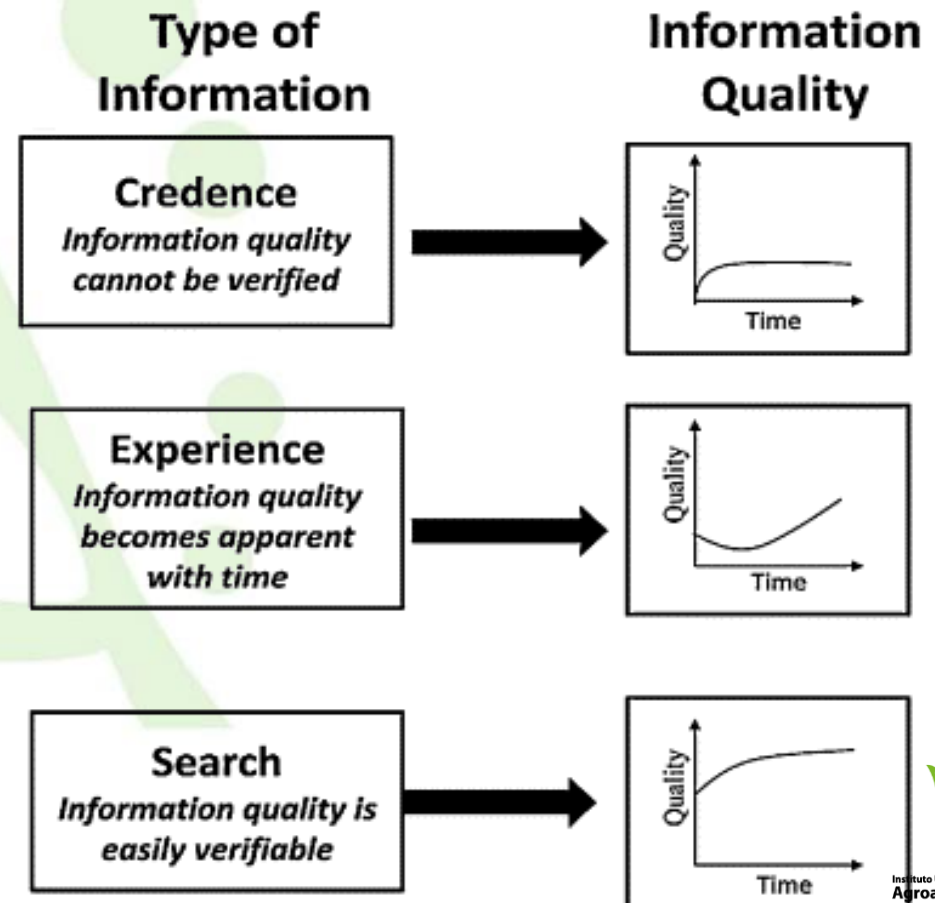 Type of
Information
Information
Quality
Credence
Information quality
cannot be verified
Quality
Time
Experience
Information quality
becomes apparent
with time
Quality
Time
Search
Information quality is
easily verifiable
Quality
Time
Instituto